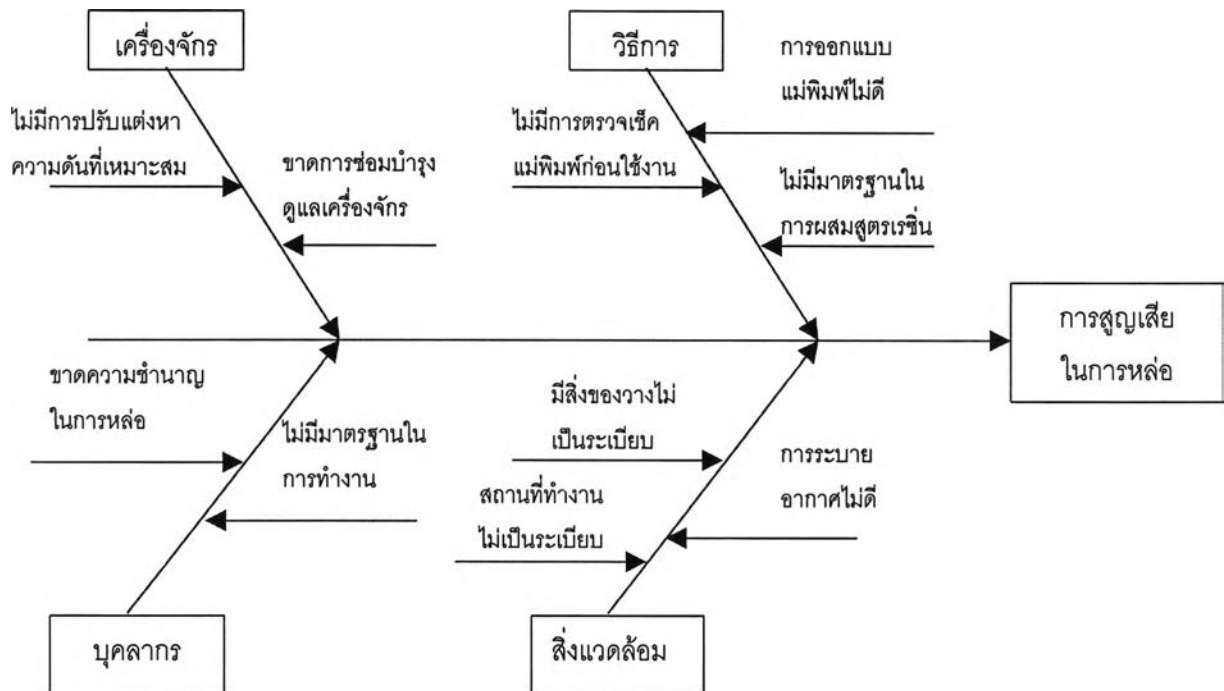 เครื่องจักร
วิธีการ
การออกแบบ
แม่พิมพ์ไม่ดี
ไม่มีการปรับแต่งหา
ความดันที่เหมาะสม
ไม่มีการตรวจเช็ค
แม่พิมพ์ก่อนใช้งาน
ขาดการซ่อมบำรุง
ดูแลเครื่องจักร
ไม่มีมาตรฐานใน
การผสมสูตรเรซิ่น
การสูญเสีย
ในการหล่อ
ขาดความชำนาญ
ในการหล่อ
ไม่มีมาตรฐานใน
การทำงาน
มีสิ่งของวางไม่
เป็นระเบียบ
การระบาย
อากาศไม่ดี
สถานที่ทำงาน
ไม่เป็นระเบียบ
บุคลากร
สิ่งแวดล้อม